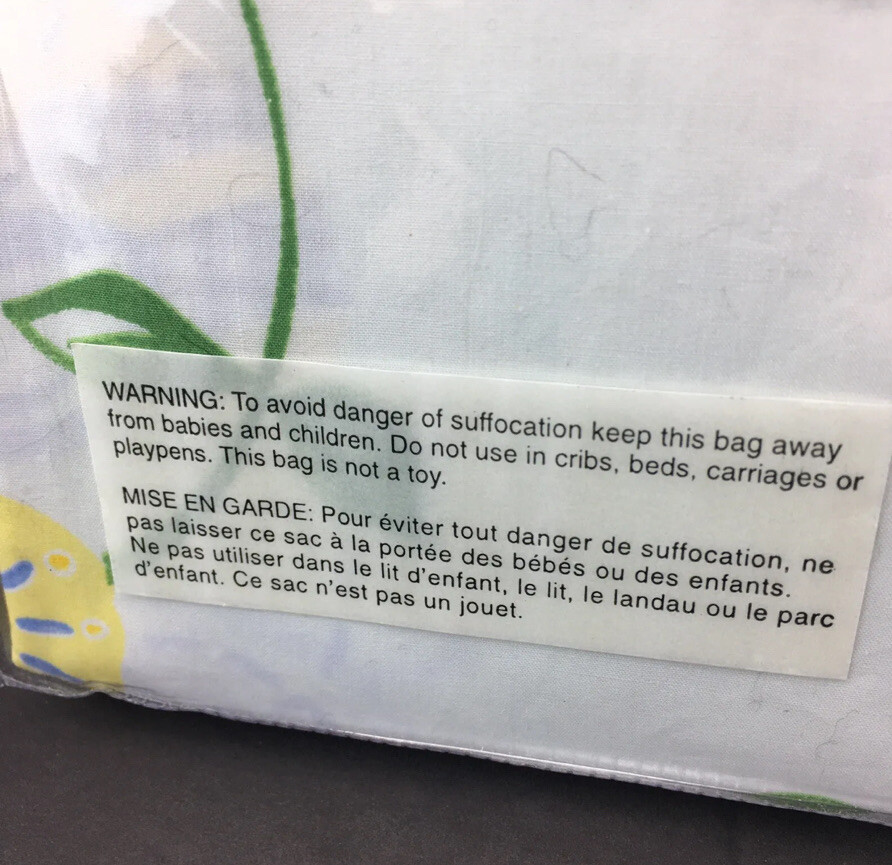 WARNING: To avoid danger of suffocation keep this bag away
from babies and children. Do not use in cribs, beds, carriages or
playpens. This bag is not a toy.
MISE EN GARDE: Pour éviter tout danger de suffocation, ne
pas laisser ce sac à la portée des bébés ou des enfants.
Ne pas utiliser dans le lit d'enfant, le lit, le landau ou le parc
d'enfant. Ce sac n'est pas un jouet.